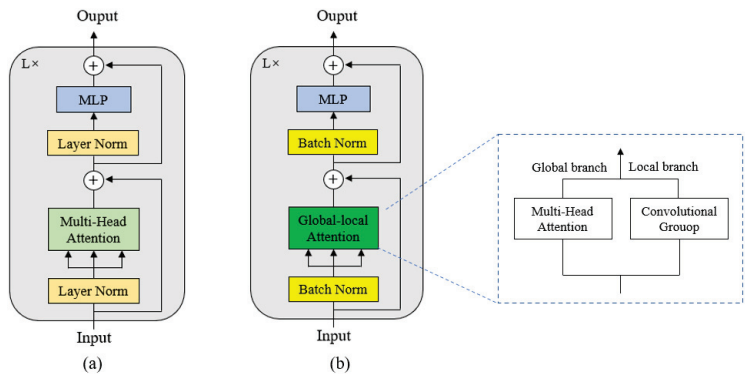 Ouput
L×
MLP
Layer Norm
Multi-Head
Attention
Layer Norm
Input
(a)
Ouput
L×
MLP
Batch Norm
Global-local
Attention
Batch Norm
Input
(b)
Global branch
Local branch
Multi-Head
Attention
Convolutional
Gruop